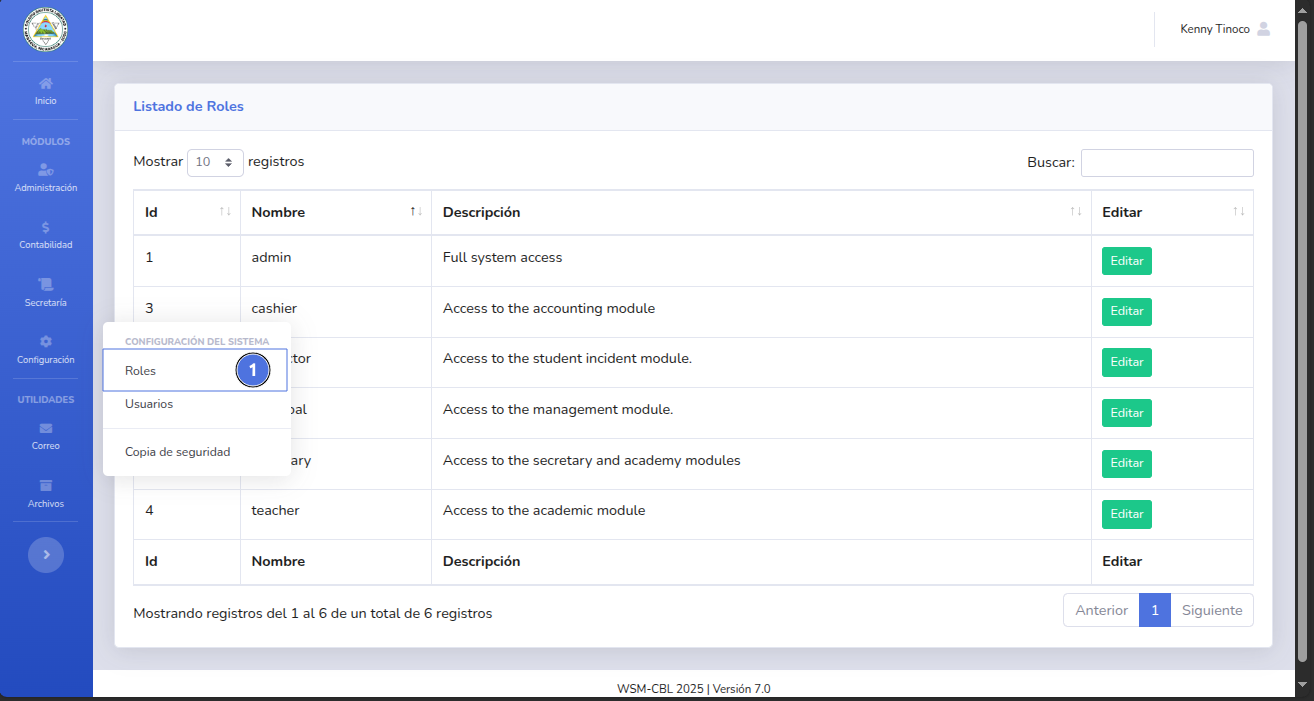 Kenny Tinoco
Inicio
MÓDULOS
Administración
Contabilidad
Secretaría
Configuración
UTILIDADES
Correo
Archivos
Listado de Roles
Mostrar 10 registros
Buscar:
Id Nombre Descripción Editar
1 admin Full system access Editar
3 cashier Access to the accounting module Editar
tor Access to the student incident module. Editar
pal Access to the management module. Editar
ary Access to the secretary and academy modules Editar
4 teacher Access to the academic module Editar
Id Nombre Descripción Editar
CONFIGURACIÓN DEL SISTEMA
Roles 1
Usuarios
Copia de seguridad
Mostrando registros del 1 al 6 de un total de 6 registros
Anterior 1 Siguiente
WSM-CBL 2025 | Versión 7.0